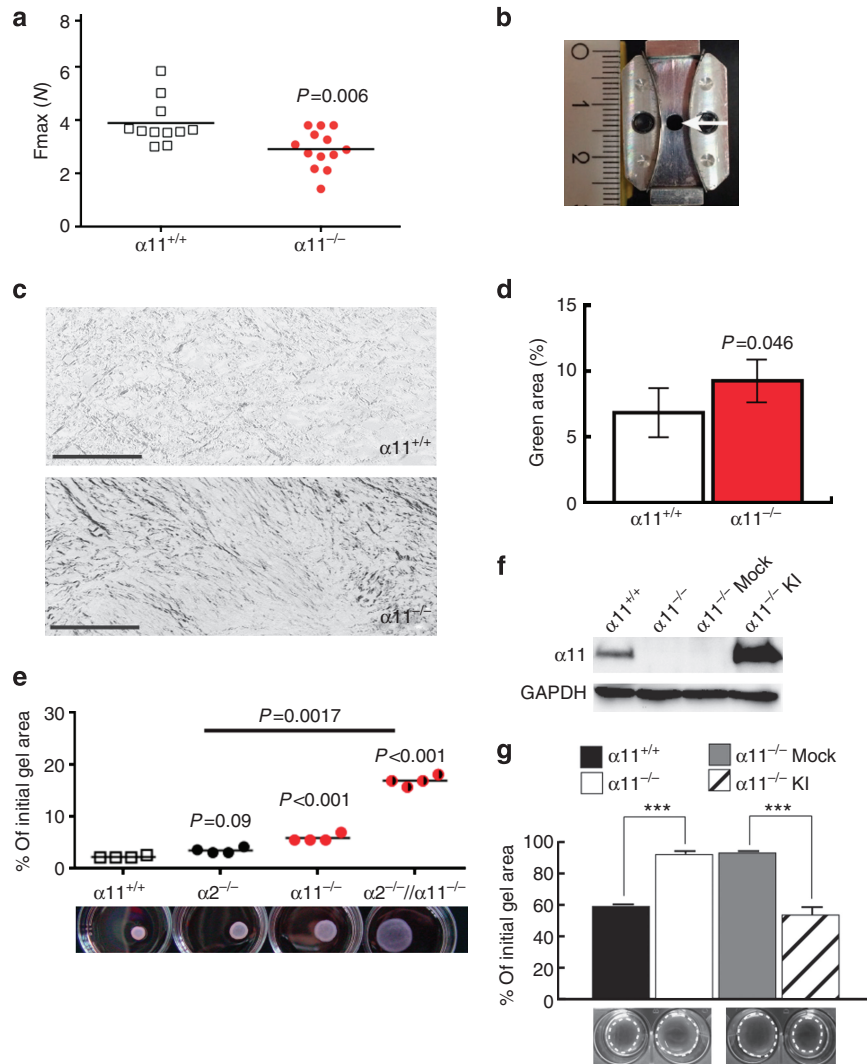 a
8
6
4
2
0
Fmax (N)
P=0.006
α11+/+
α11−/−
b
0
1
2
c
α11+/+
α11−/−
d
15
10
5
0
Green area (%)
P=0.046
α11+/+
α11−/−
e
30
20
10
0
% Of initial gel area
P=0.0017
P=0.09
P<0.001
P<0.001
α11+/+
α2−/−
α11−/−
α2−/−//α11−/−
f
α11+/+
α11−/−
α11−/− Mock
α11−/− KI
α11
GAPDH
g
α11+/+
α11−/−
α11−/− Mock
α11−/− KI
***
***
100
80
60
40
20
0
% Of initial gel area